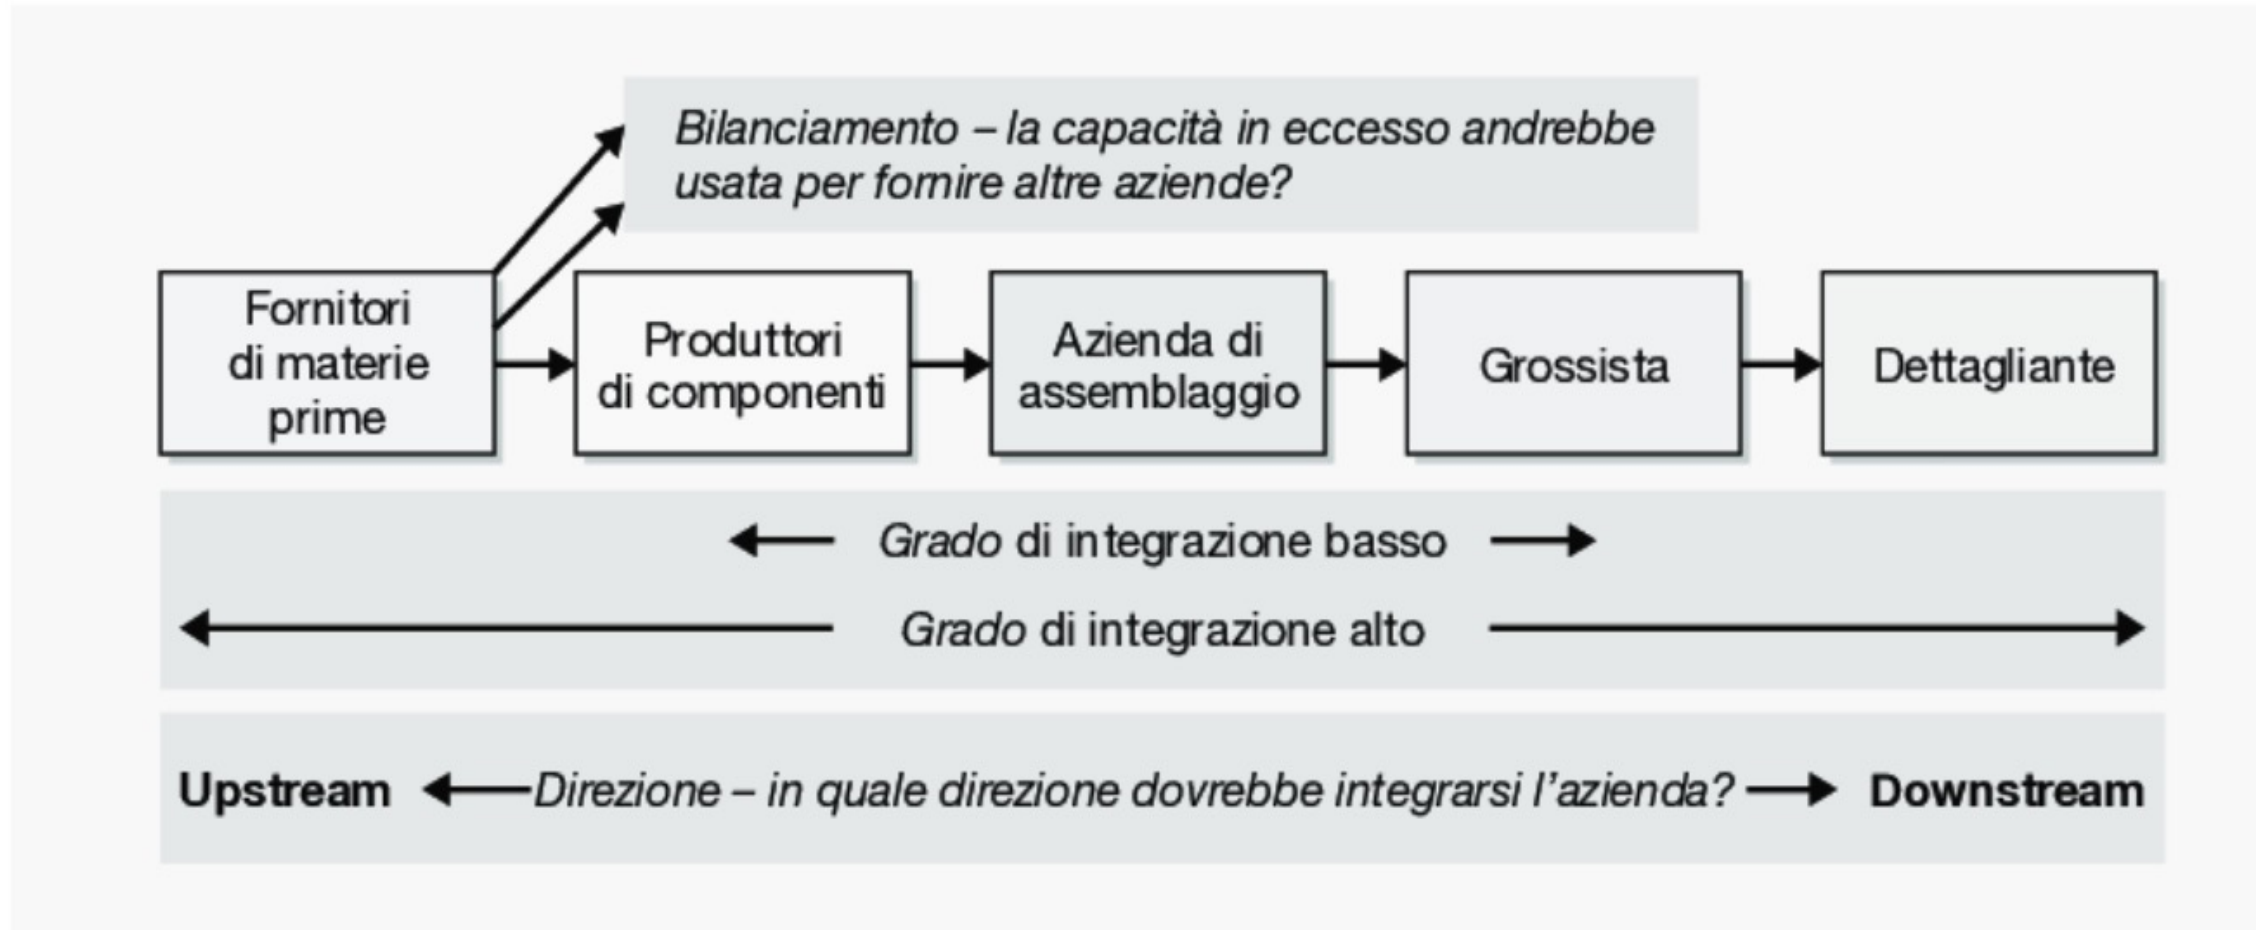 Bilanciamento – la capacità in eccesso andrebbe
usata per fornire altre aziende?
Fornitori
di materie
prime
Produttori
di componenti
Azienda di
assemblaggio
Grossista
Dettagliante
Grado di integrazione basso
Grado di integrazione alto
Upstream Direzione – in quale direzione dovrebbe integrarsi l'azienda? Downstream